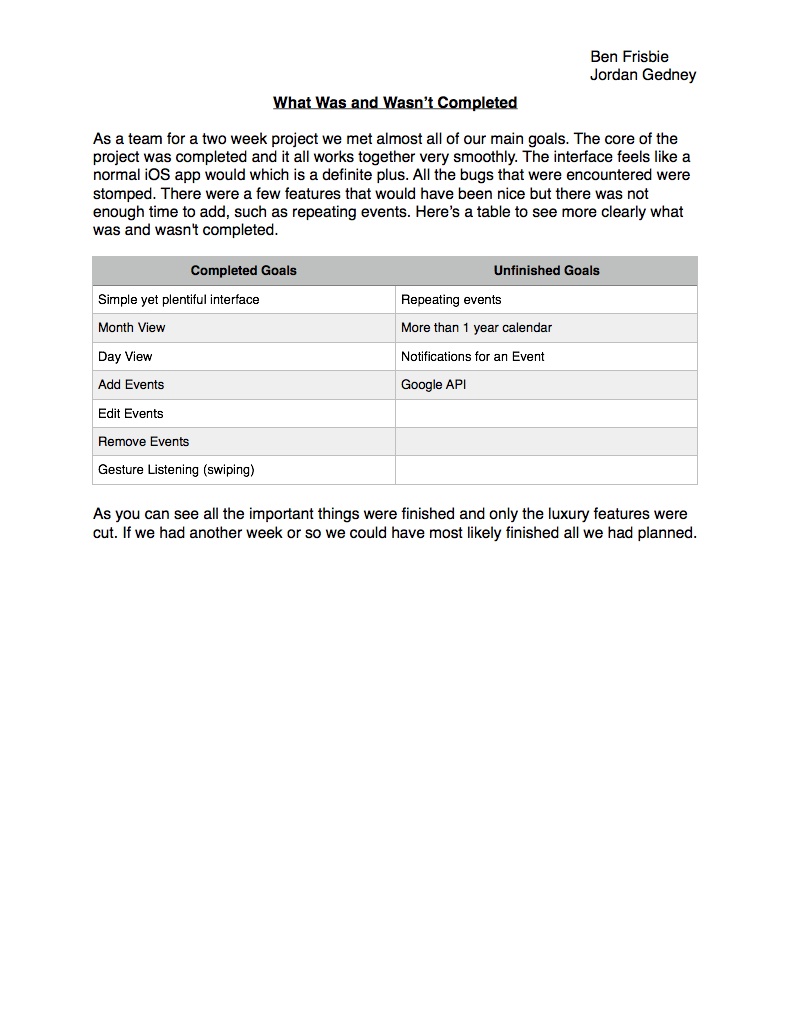 Ben Frisbie
Jordan Gedney
What Was and Wasn’t Completed
As a team for a two week project we met almost all of our main goals. The core of the
project was completed and it all works together very smoothly. The interface feels like a
normal iOS app would which is a definite plus. All the bugs that were encountered were
stomped. There were a few features that would have been nice but there was not
enough time to add, such as repeating events. Here’s a table to see more clearly what
was and wasn't completed.
Completed Goals Unfinished Goals
Simple yet plentiful interface Repeating events
Month View More than 1 year calendar
Day View Notifications for an Event
Add Events Google API
Edit Events
Remove Events
Gesture Listening (swiping)
As you can see all the important things were finished and only the luxury features were
cut. If we had another week or so we could have most likely finished all we had planned.